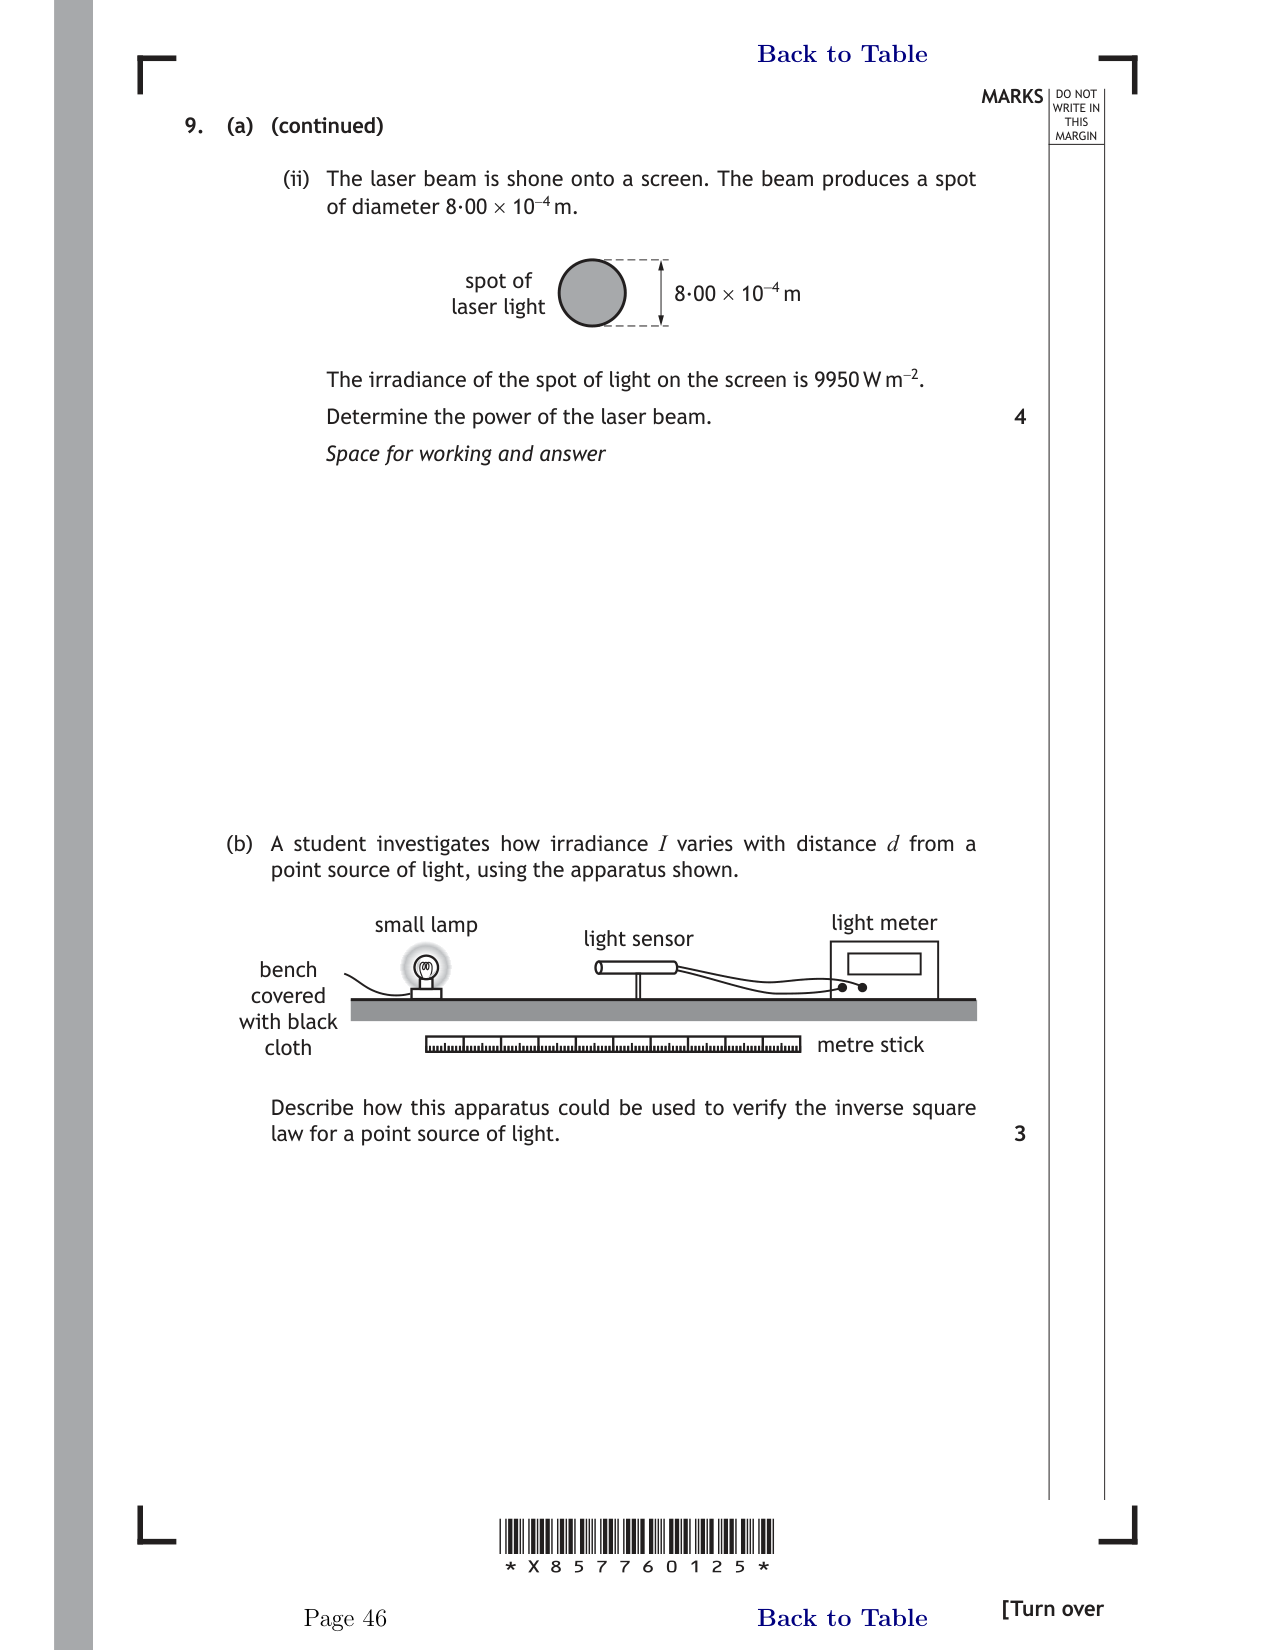 Back to Table
MARKS
DO NOT
WRITE IN
THIS
MARGIN
9. (a) (continued)
(ii) The laser beam is shone onto a screen. The beam produces a spot
of diameter 8·00 × 10⁻⁴ m.
spot of
laser light
8·00 × 10⁻⁴ m
The irradiance of the spot of light on the screen is 9950 W m⁻².
Determine the power of the laser beam. 4
Space for working and answer
(b) A student investigates how irradiance I varies with distance d from a
point source of light, using the apparatus shown.
small lamp
light sensor
light meter
bench
covered
with black
cloth
metre stick
Describe how this apparatus could be used to verify the inverse square
law for a point source of light. 3
* X 8 5 7 7 6 0 1 2 5 *
Page 46
Back to Table
[Turn over